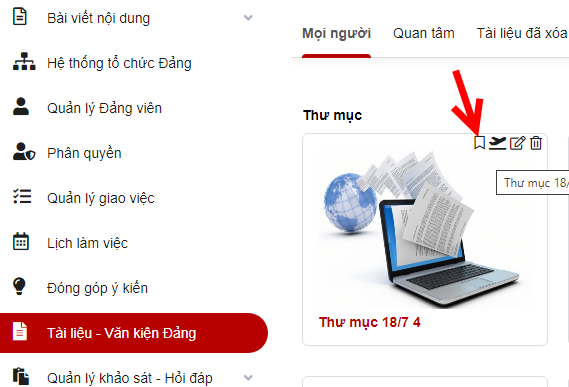 Bài viết nội dung
Hệ thống tổ chức Đảng
Quản lý Đảng viên
Phân quyền
Quản lý giao việc
Lịch làm việc
Đóng góp ý kiến
Tài liệu - Văn kiện Đảng
Quản lý khảo sát - Hỏi đáp
Mọi người Quan tâm Tài liệu đã xóa
Thư mục
Thư mục 18/
Thư mục 18/7 4